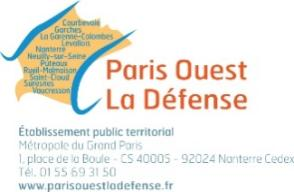 Courbevoie
Garches
La Garenne-Colombes
Levallois
Nanterre
Neuilly-sur-Seine
Puteaux
Rueil-Malmaison
Saint-Cloud
Suresnes
Vaucresson
Paris Ouest
La Défense
Établissement public territorial
Métropole du Grand Paris
1, place de la Boule - CS 40005 - 92024 Nanterre Cedex
Tél. 01 55 69 31 50
www.parisouestladefense.fr